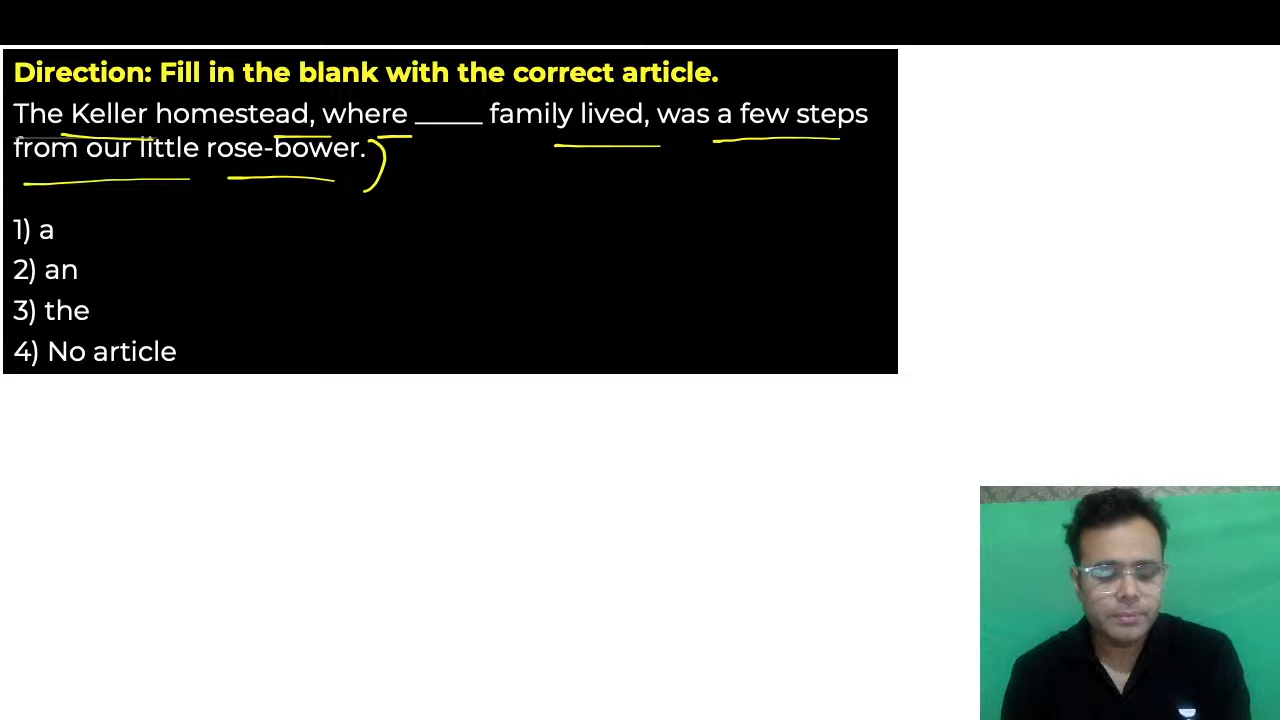 Direction: Fill in the blank with the correct article.
The Keller homestead, where _____ family lived, was a few steps
from our little rose-bower.
1) a
2) an
3) the
4) No article